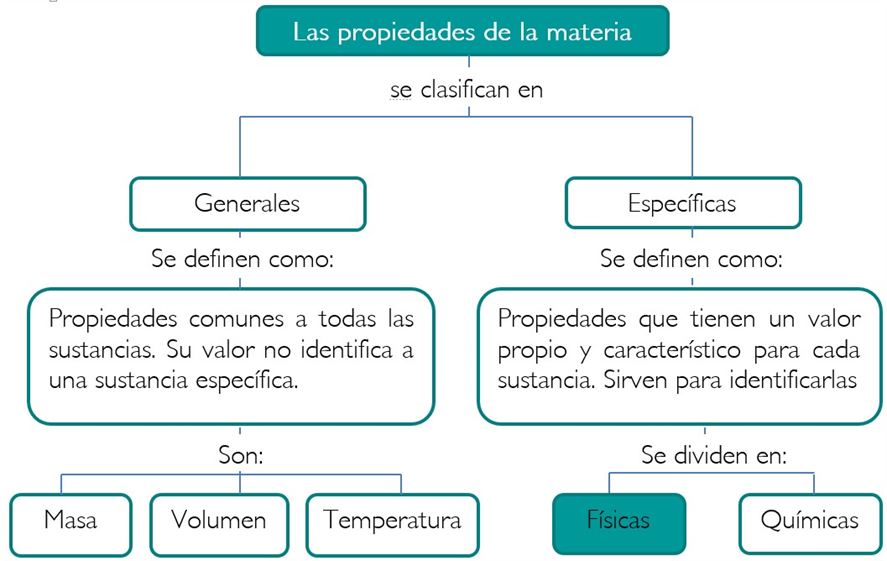 Las propiedades de la materia
se clasifican en
Generales
Específicas
Se definen como:
Se definen como:
Propiedades comunes a todas las
sustancias. Su valor no identifica a
una sustancia específica.
Propiedades que tienen un valor
propio y característico para cada
sustancia. Sirven para identificarlas
Son:
Se dividen en:
Masa
Volumen
Temperatura
Físicas
Químicas